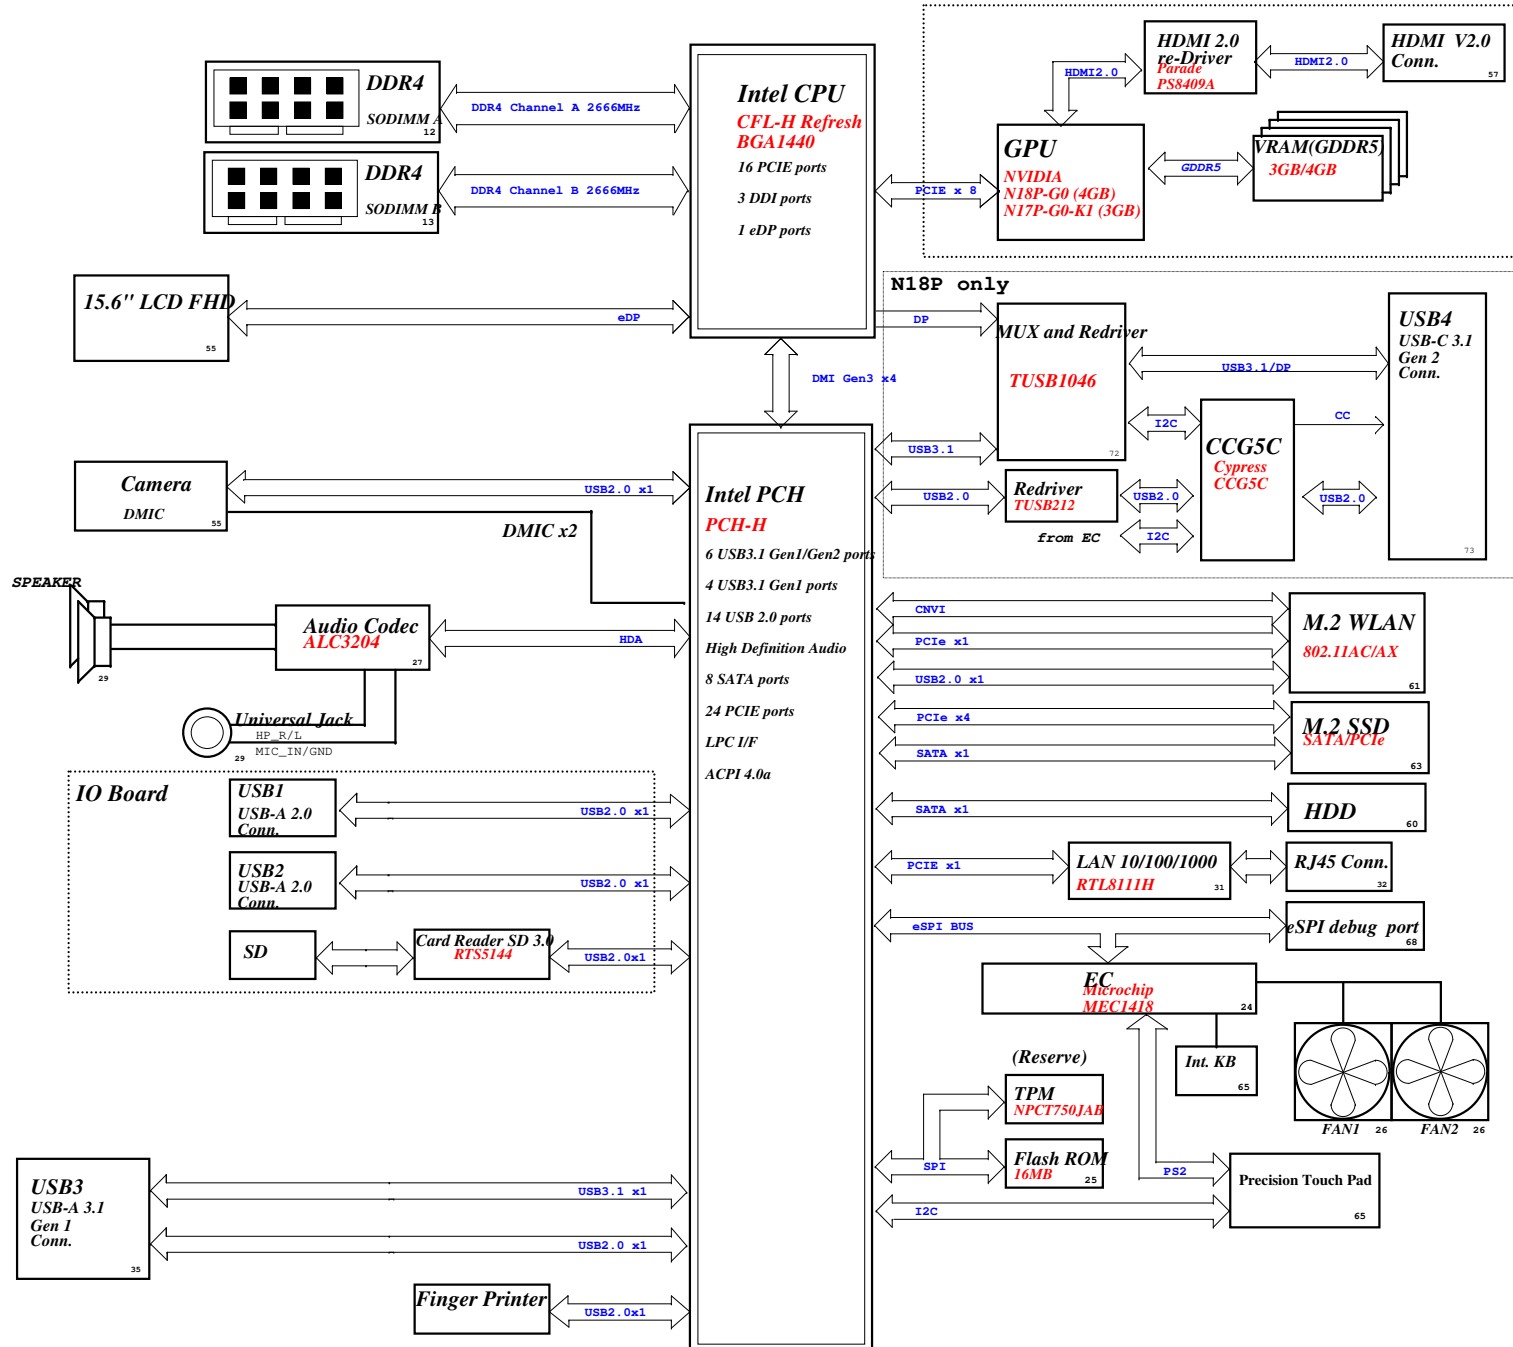 DDR4
SODIMM A
12
DDR4 Channel A 2666MHz
DDR4
SODIMM B
13
DDR4 Channel B 2666MHz
Intel CPU
CFL-H Refresh
BGA1440
16 PCIE ports
3 DDI ports
1 eDP ports
PCIE x 8
GPU
NVIDIA
N18P-G0 (4GB)
N17P-G0-K1 (3GB)
HDMI2.0
HDMI 2.0
re-Driver
Parade
PS8409A
HDMI2.0
HDMI V2.0
Conn.
57
GDDR5
VRAM(GDDR5)
3GB/4GB
15.6" LCD FHD
55
eDP
DMI Gen3 x4
N18P only
DP
MUX and Redriver
TUSB1046
72
USB3.1/DP
USB4
USB-C 3.1
Gen 2
Conn.
73
I2C
CC
CCG5C
Cypress
CCG5C
USB3.1
USB2.0
Redriver
TUSB212
USB2.0
USB2.0
from EC
I2C
Camera
DMIC
55
USB2.0 x1
DMIC x2
Intel PCH
PCH-H
6 USB3.1 Gen1/Gen2 ports
4 USB3.1 Gen1 ports
14 USB 2.0 ports
High Definition Audio
8 SATA ports
24 PCIE ports
LPC I/F
ACPI 4.0a
SPEAKER
29
Audio Codec
ALC3204
27
HDA
Universal Jack
HP_R/L
MIC_IN/GND
29
CNVI
PCIe x1
USB2.0 x1
M.2 WLAN
802.11AC/AX
61
PCIe x4
SATA x1
M.2 SSD
SATA/PCIe
63
SATA x1
HDD
60
IO Board
USB1
USB-A 2.0
Conn.
USB2.0 x1
USB2
USB-A 2.0
Conn.
USB2.0 x1
SD
Card Reader SD 3.0
RTS5144
USB2.0x1
PCIE x1
LAN 10/100/1000
RTL8111H
31
RJ45 Conn.
32
eSPI BUS
eSPI debug port
68
EC
Microchip
MEC1418
24
Int. KB
65
FAN1
26
FAN2
26
(Reserve)
TPM
NPCT750JAB
SPI
Flash ROM
16MB
25
PS2
I2C
Precision Touch Pad
65
USB3
USB-A 3.1
Gen 1
Conn.
35
USB3.1 x1
USB2.0 x1
Finger Printer
USB2.0x1